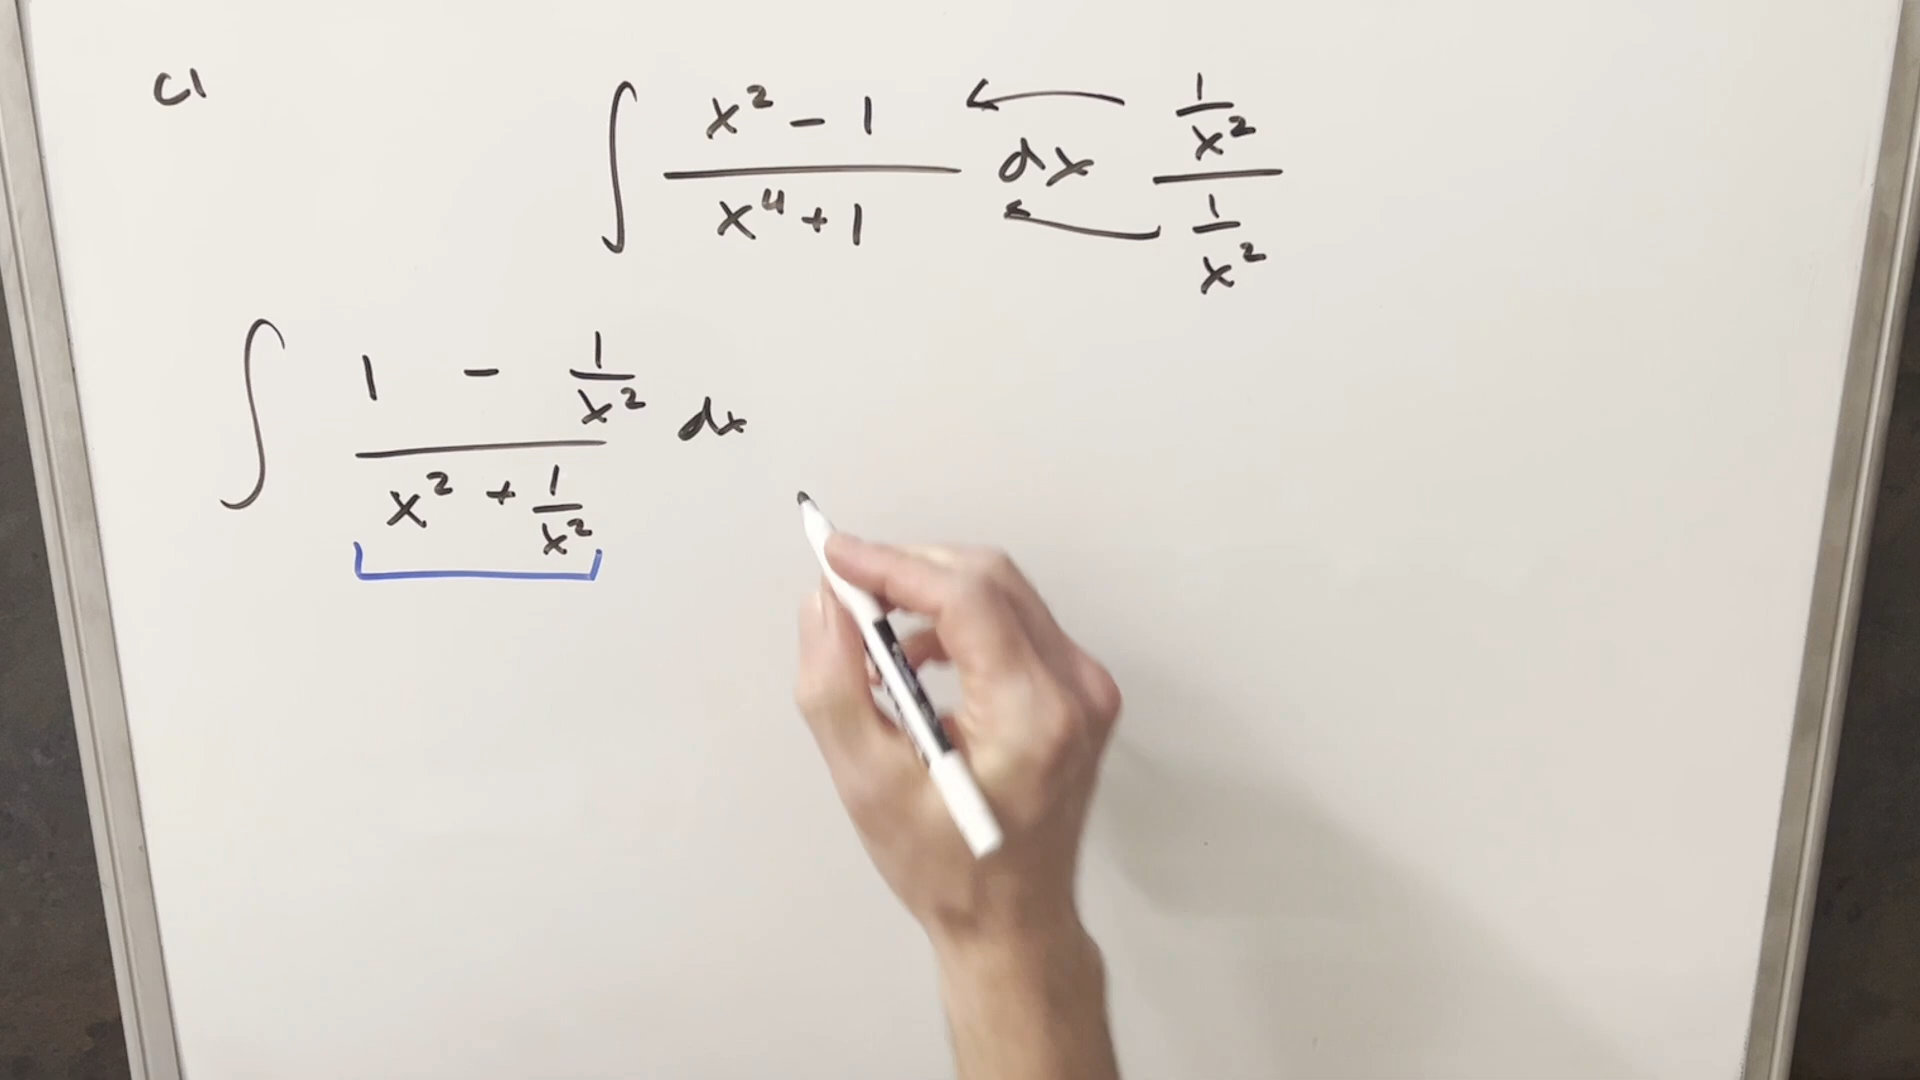 C1
∫ (x² - 1)/(x⁴ + 1) dx (1/x²)/(1/x²)
∫ (1 - 1/x²)/(x² + 1/x²) dx